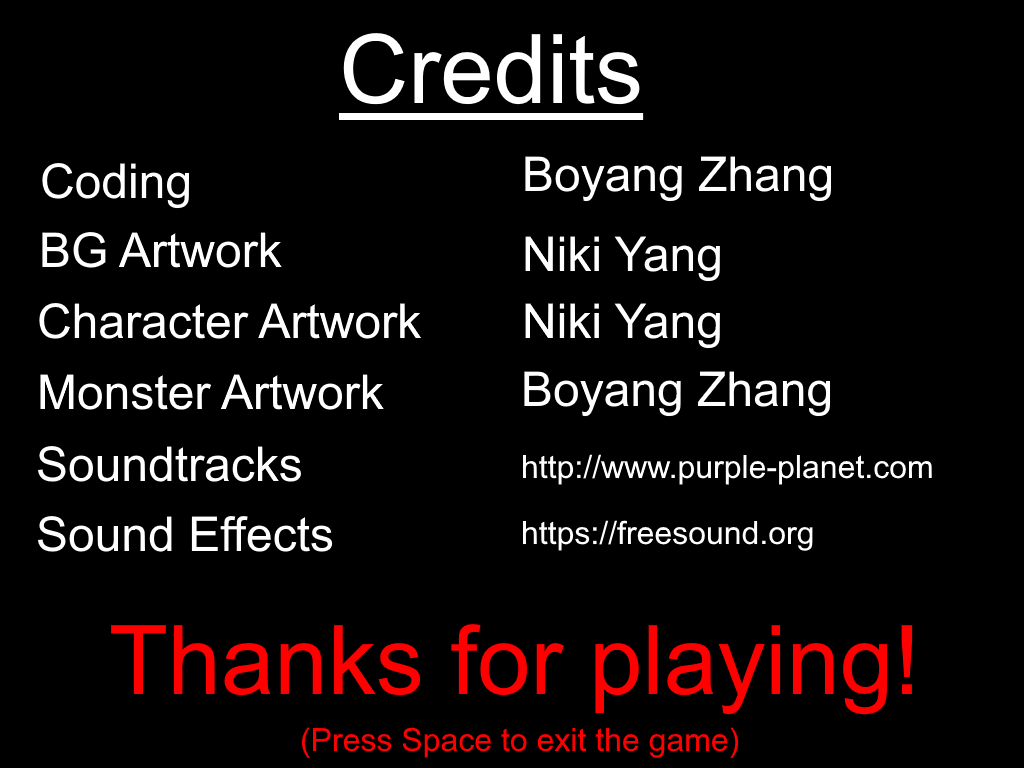 Credits
Coding Boyang Zhang
BG Artwork Niki Yang
Character Artwork Niki Yang
Monster Artwork Boyang Zhang
Soundtracks http://www.purple-planet.com
Sound Effects https://freesound.org
Thanks for playing!
(Press Space to exit the game)